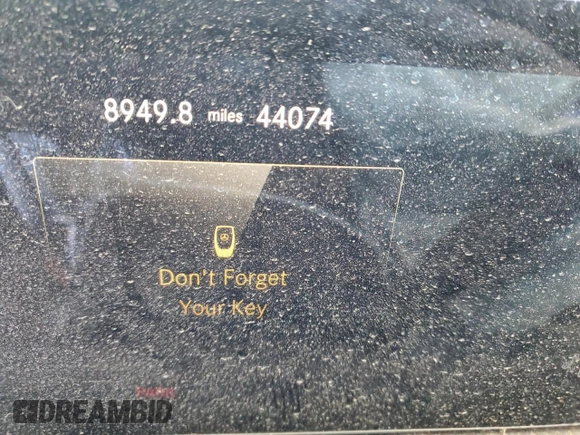 8949.8 miles 44074
Don't Forget
Your Key
DREAMBID